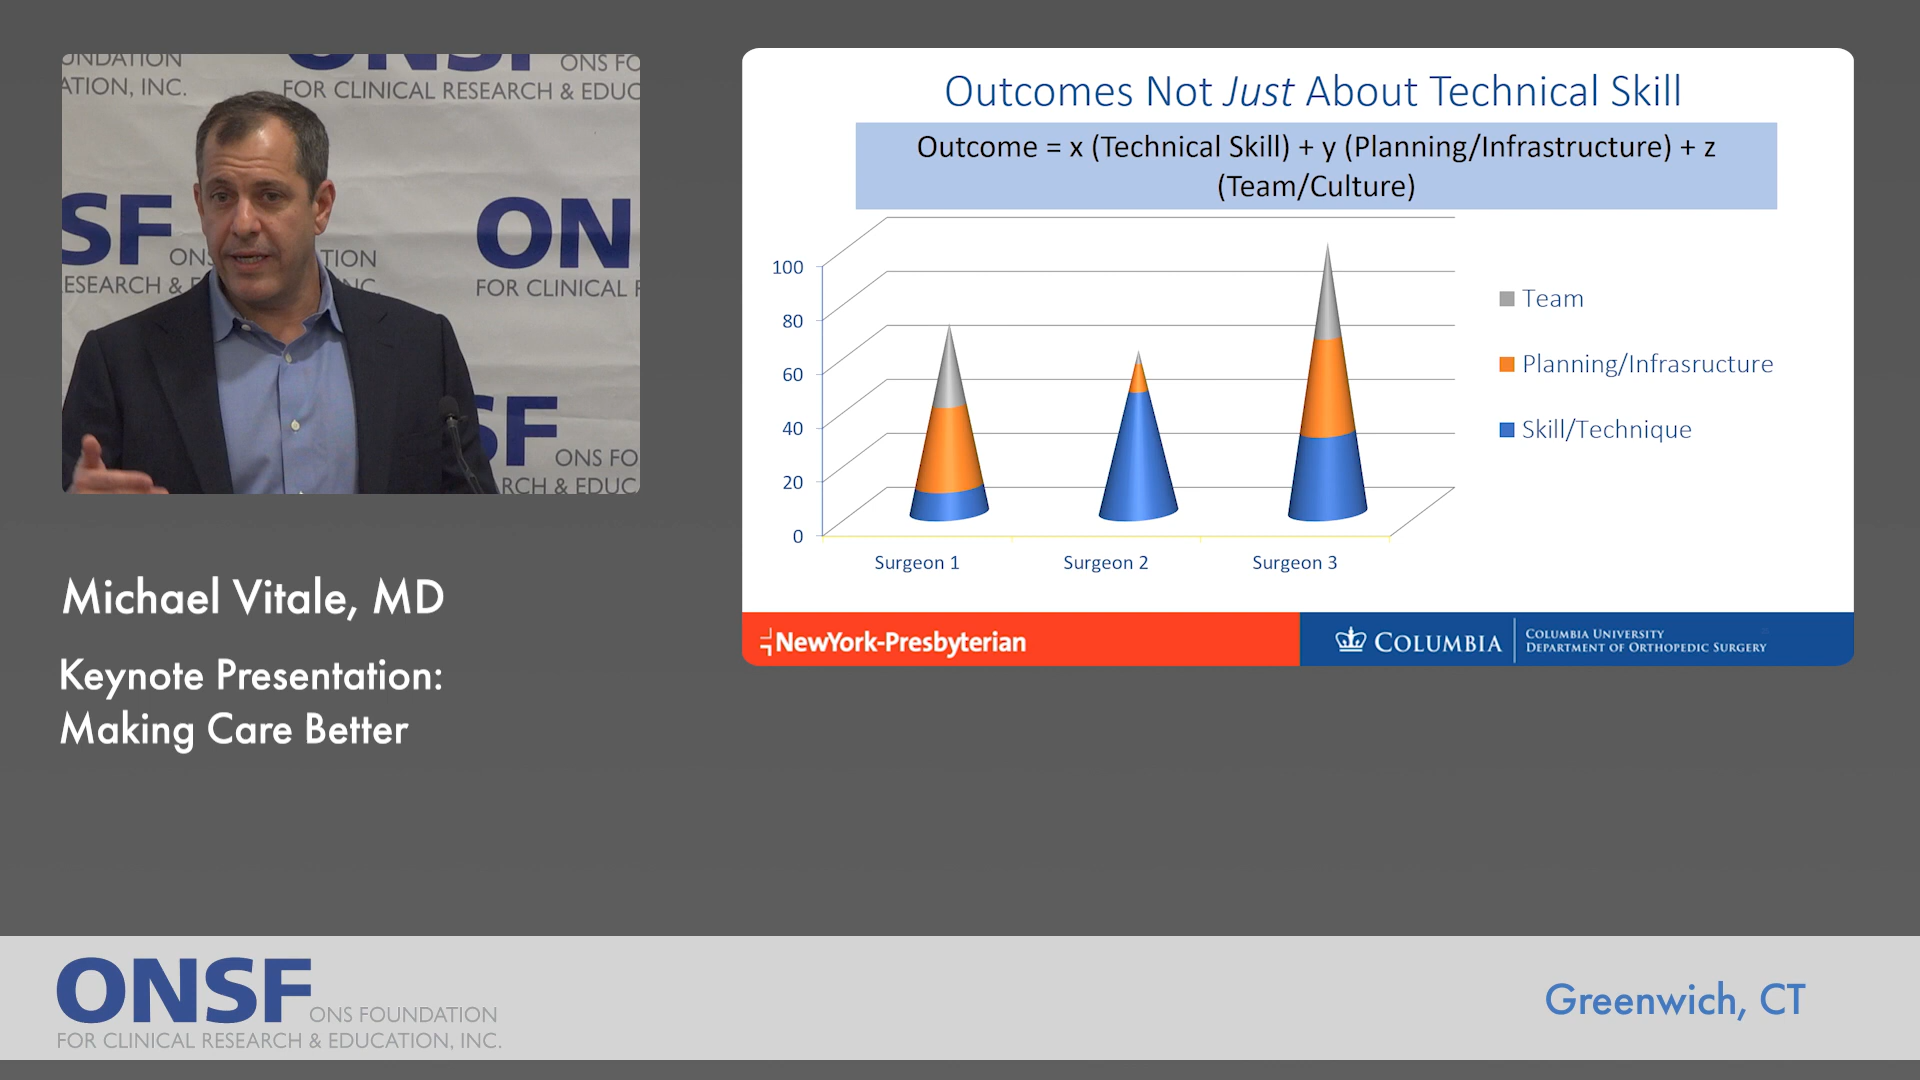 UNDATION
ATION, INC.
ONSF ONS FO
FOR CLINICAL RESEARCH & EDUC
SF ONS
TION
ESEARCH & E
NC.
ON
FOR CLINICAL
SF ONS FO
RCH & EDUC
Outcomes Not Just About Technical Skill
Outcome = x (Technical Skill) + y (Planning/Infrastructure) + z
(Team/Culture)
100
80
60
40
20
0
Surgeon 1
Surgeon 2
Surgeon 3
Team
Planning/Infrasructure
Skill/Technique
NewYork-Presbyterian
COLUMBIA
COLUMBIA UNIVERSITY
DEPARTMENT OF ORTHOPEDIC SURGERY
Michael Vitale, MD
Keynote Presentation:
Making Care Better
ONSF ONS FOUNDATION
FOR CLINICAL RESEARCH & EDUCATION, INC.
Greenwich, CT